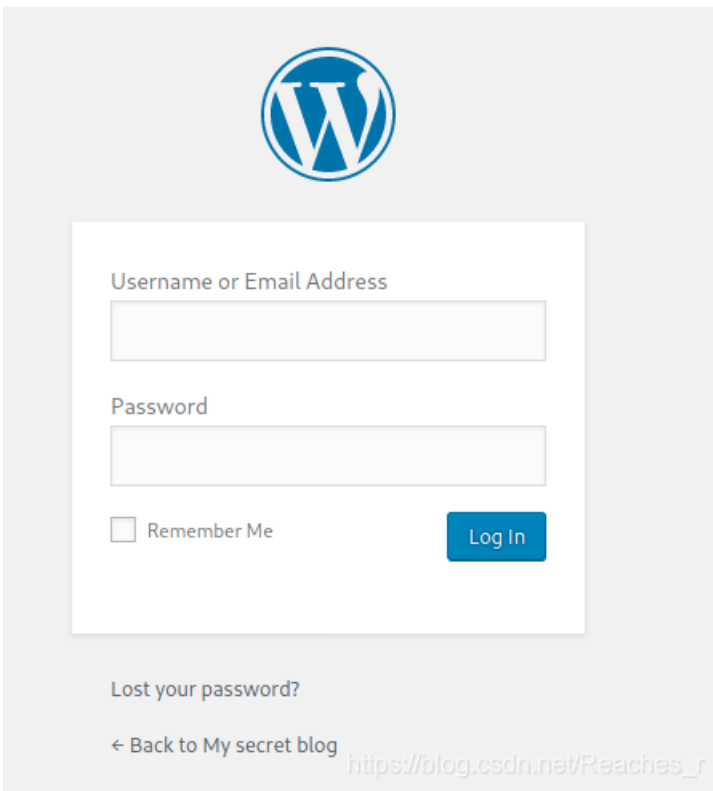 Username or Email Address
Password
Remember Me
Log In
Lost your password?
← Back to My secret blog
https://blog.csdn.net/Reaches_r